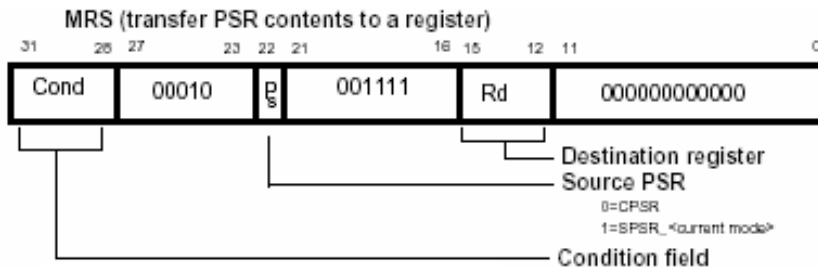 MRS (transfer PSR contents to a register)
31 28 27 23 22 21 16 15 12 11 0
Cond 00010 Ps 001111 Rd 000000000000
Destination register
Source PSR
0=CPSR
1=SPSR_<current mode>
Condition field